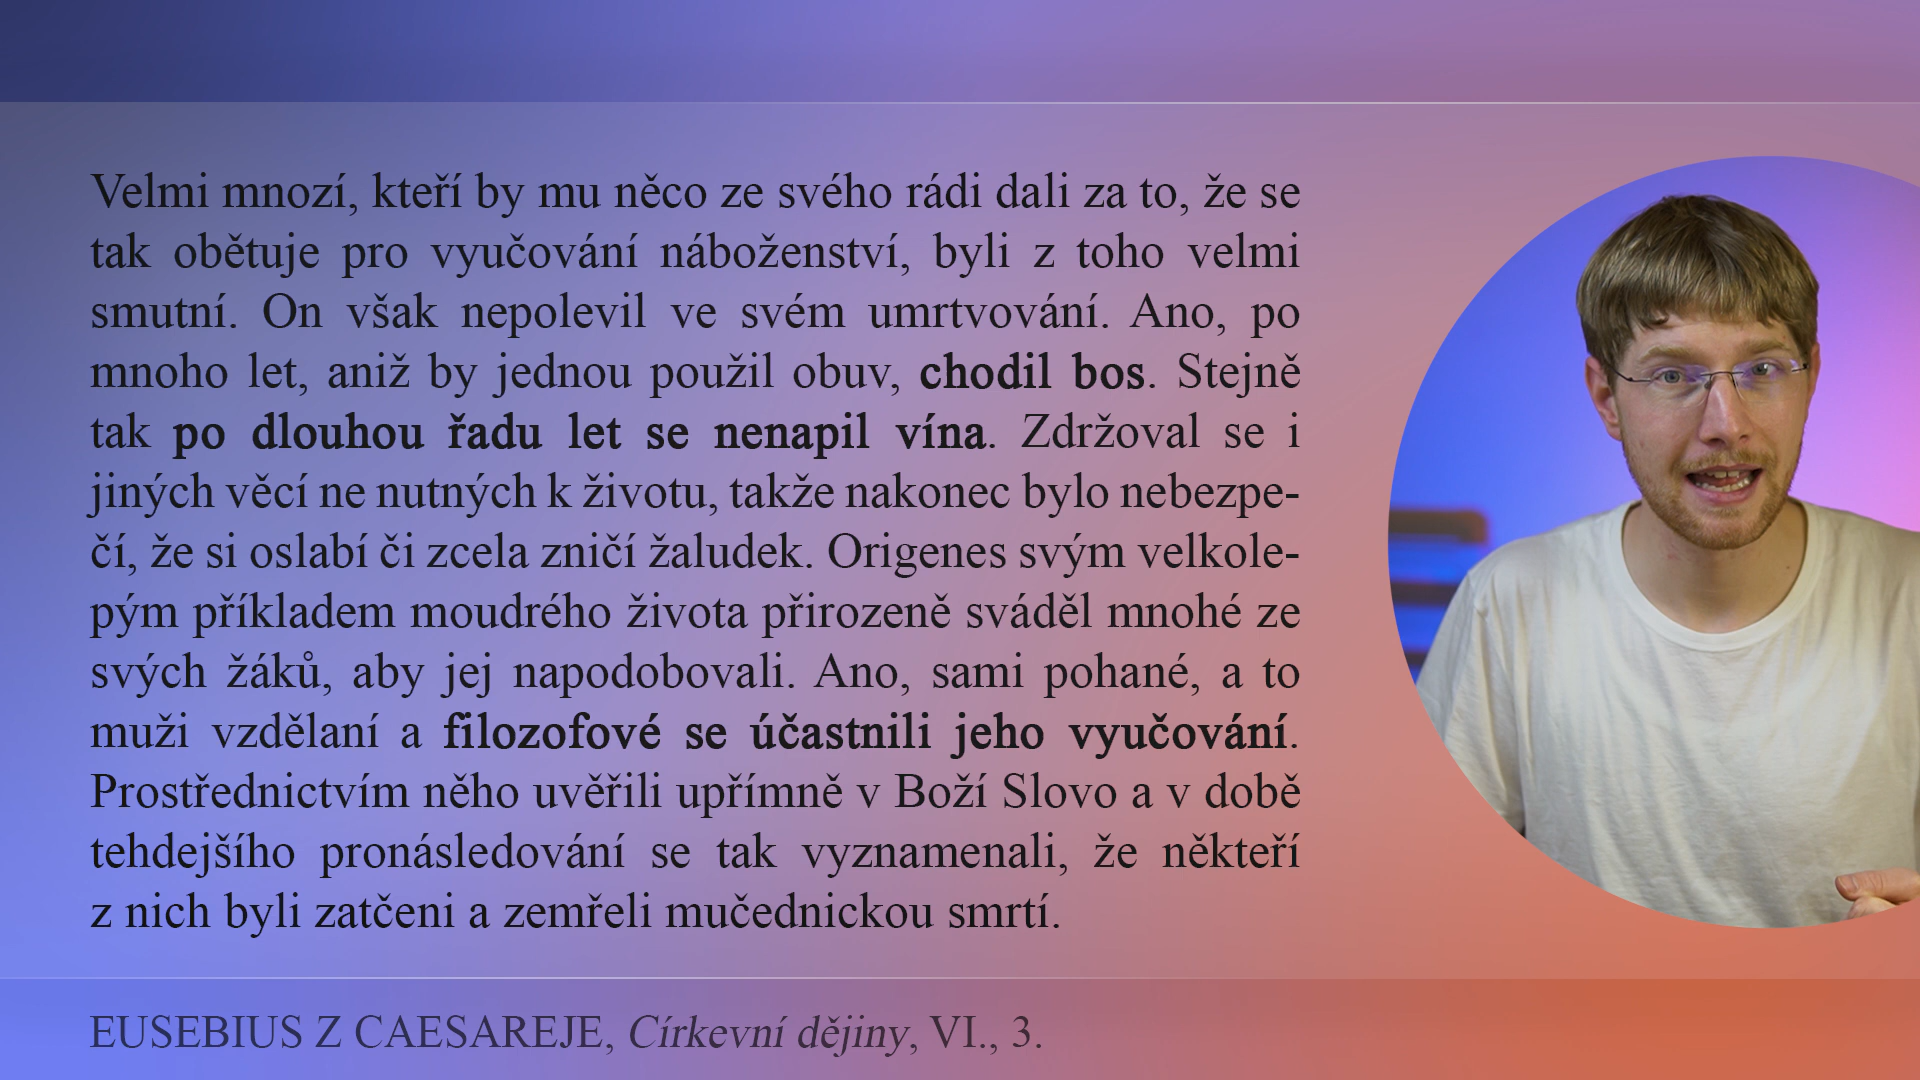 Velmi mnozí, kteří by mu něco ze svého rádi dali za to, že se
tak obětuje pro vyučování náboženství, byli z toho velmi
smutní. On však nepolevil ve svém umrtvování. Ano, po
mnoho let, aniž by jednou použil obuv, chodil bos. Stejně
tak po dlouhou řadu let se nenapil vína. Zdržoval se i
jiných věcí ne nutných k životu, takže nakonec bylo nebezpe-
čí, že si oslabí či zcela zničí žaludek. Origenes svým velkole-
pým příkladem moudrého života přirozeně sváděl mnohé ze
svých žáků, aby jej napodobovali. Ano, sami pohané, a to
muži vzdělaní a filozofové se účastnili jeho vyučování.
Prostřednictvím něho uvěřili upřímně v Boží Slovo a v době
tehdejšího pronásledování se tak vyznamenali, že někteří
z nich byli zatčeni a zemřeli mučednickou smrtí.
EUSEBIUS Z CAESAREJE, Církevní dějiny, VI., 3.